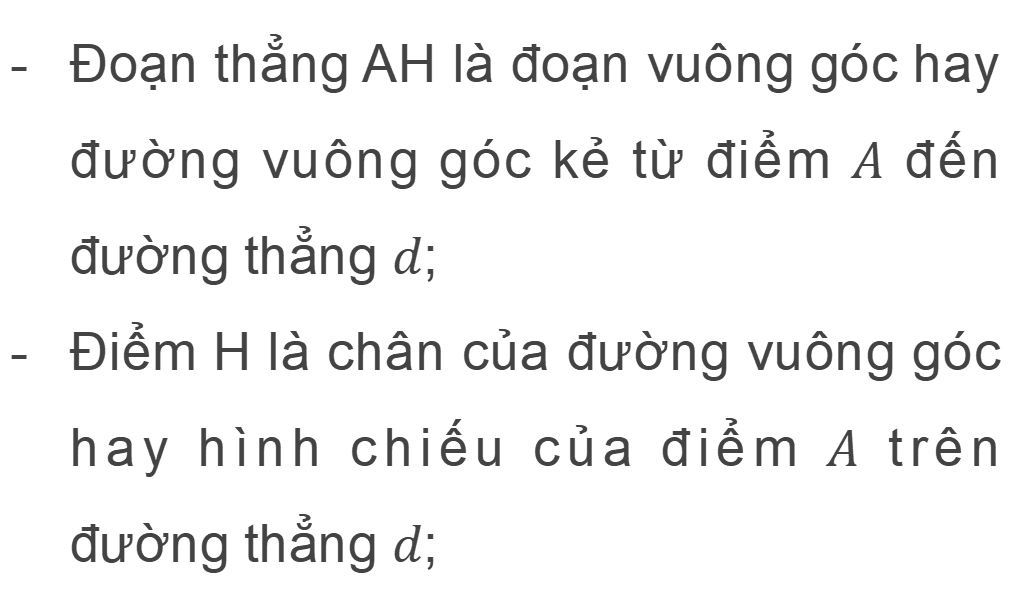 - Đoạn thẳng AH là đoạn vuông góc hay
đường vuông góc kẻ từ điểm A đến
đường thẳng d;
- Điểm H là chân của đường vuông góc
hay hình chiếu của điểm A trên
đường thẳng d;